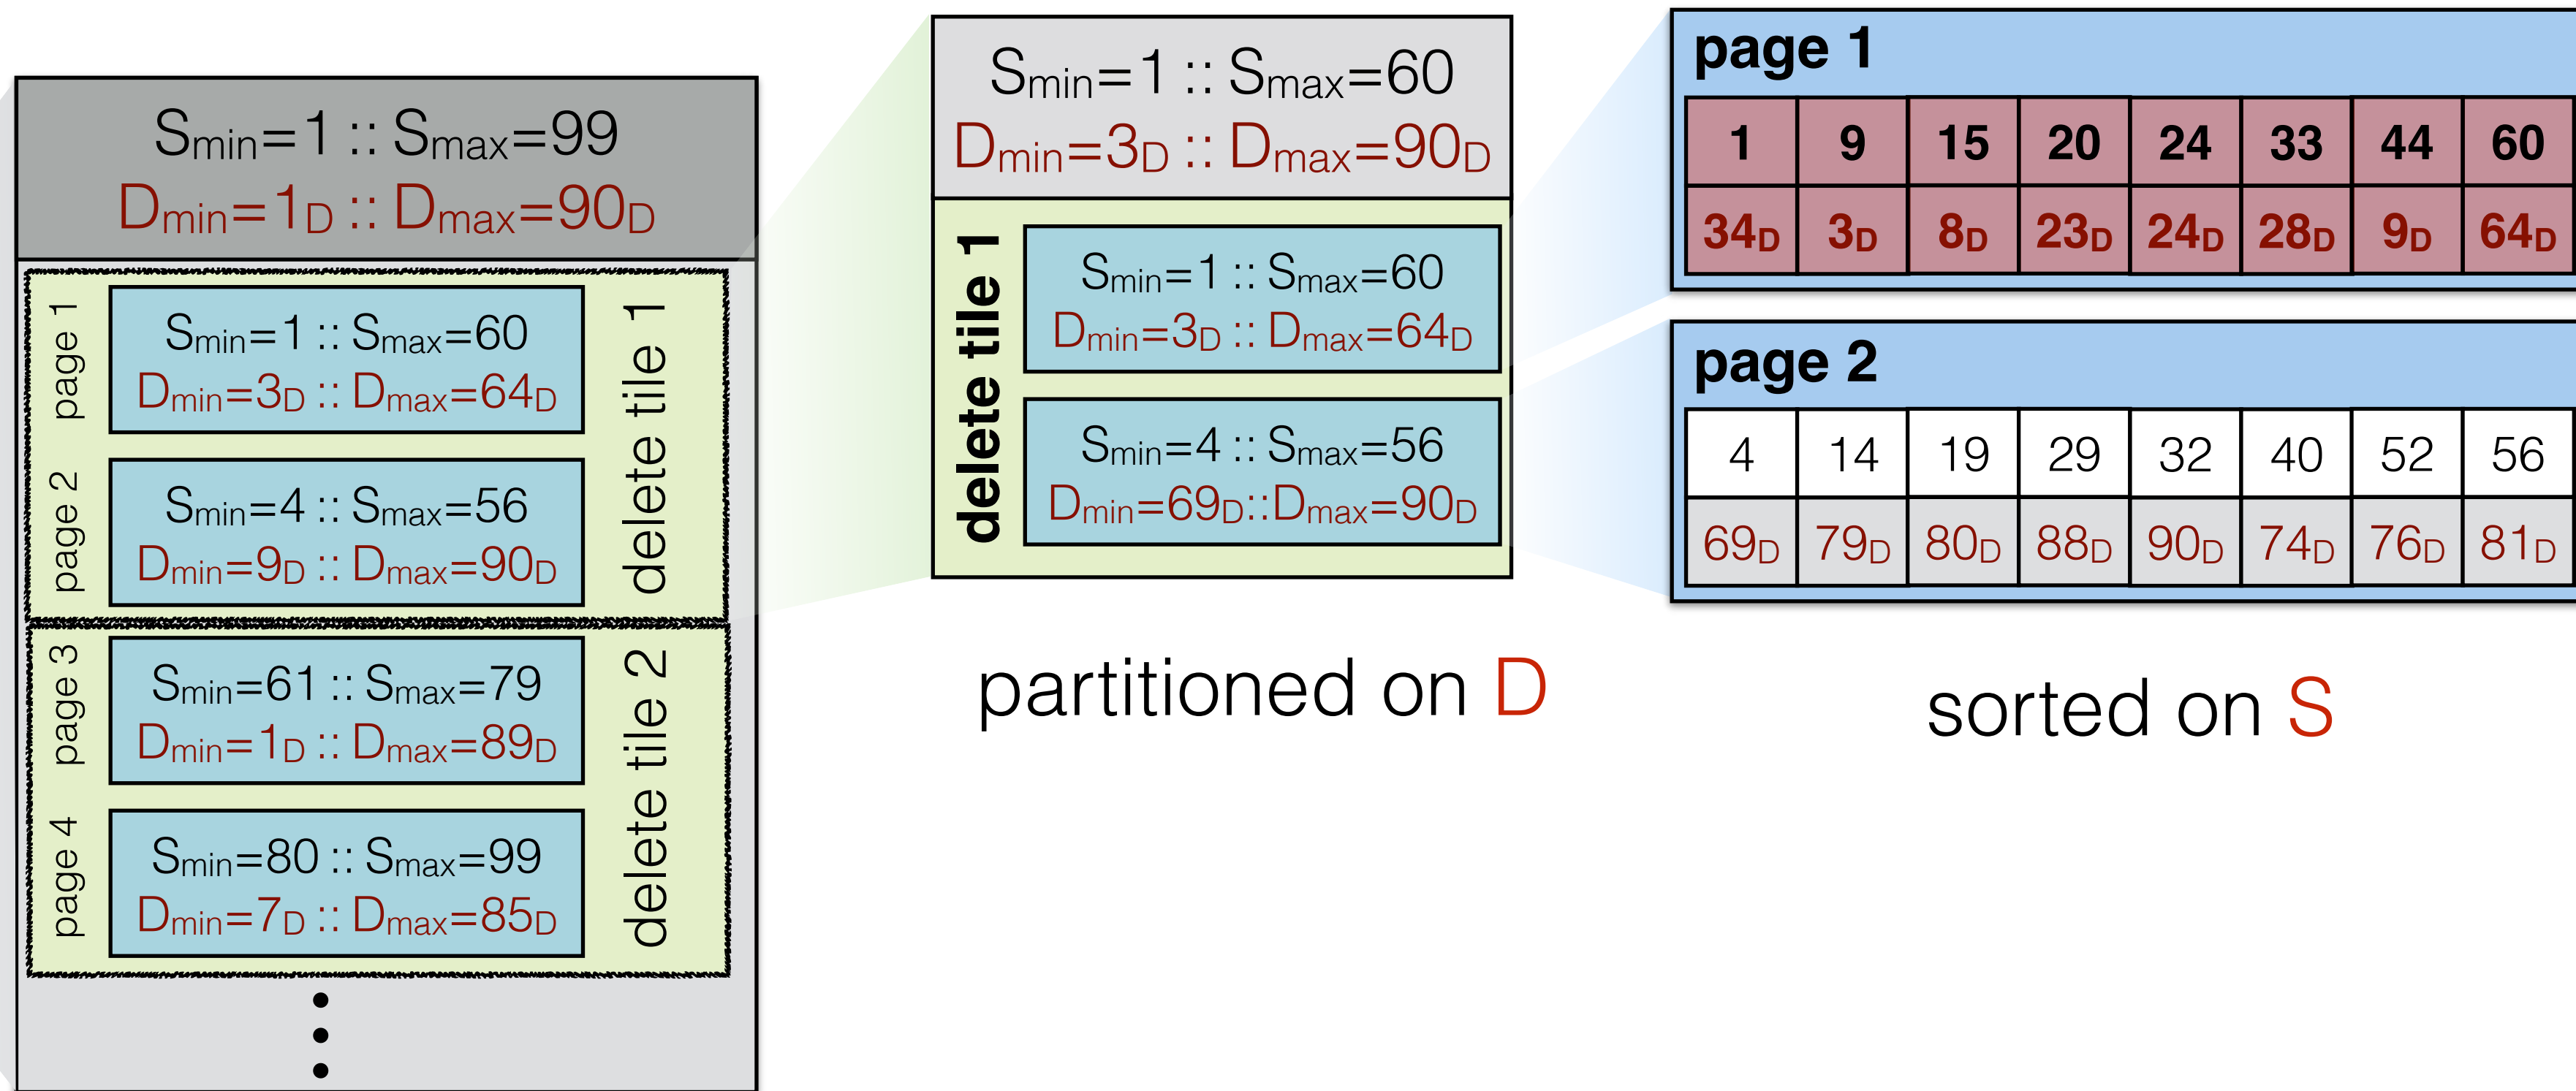 Smin=1 :: Smax=99
Dmin=1D :: Dmax=90D
page 1
Smin=1 :: Smax=60
Dmin=3D :: Dmax=64D
page 2
Smin=4 :: Smax=56
Dmin=9D :: Dmax=90D
delete tile 1
page 3
Smin=61 :: Smax=79
Dmin=1D :: Dmax=89D
page 4
Smin=80 :: Smax=99
Dmin=7D :: Dmax=85D
delete tile 2
Smin=1 :: Smax=60
Dmin=3D :: Dmax=90D
delete tile 1
Smin=1 :: Smax=60
Dmin=3D :: Dmax=64D
Smin=4 :: Smax=56
Dmin=69D::Dmax=90D
partitioned on D
page 1
1 9 15 20 24 33 44 60
34D 3D 8D 23D 24D 28D 9D 64D
page 2
4 14 19 29 32 40 52 56
69D 79D 80D 88D 90D 74D 76D 81D
sorted on S